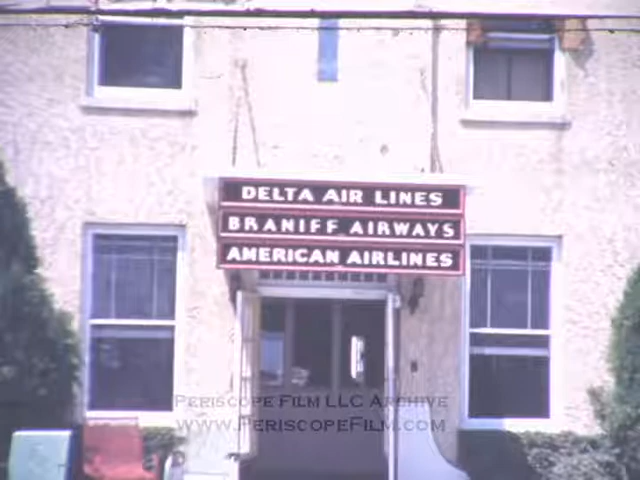 DELTA AIR LINES
BRANIFF AIRWAYS
AMERICAN AIRLINES
PERISCOPE FILM LLC ARCHIVE
WWW.PERISCOPEFILM.COM